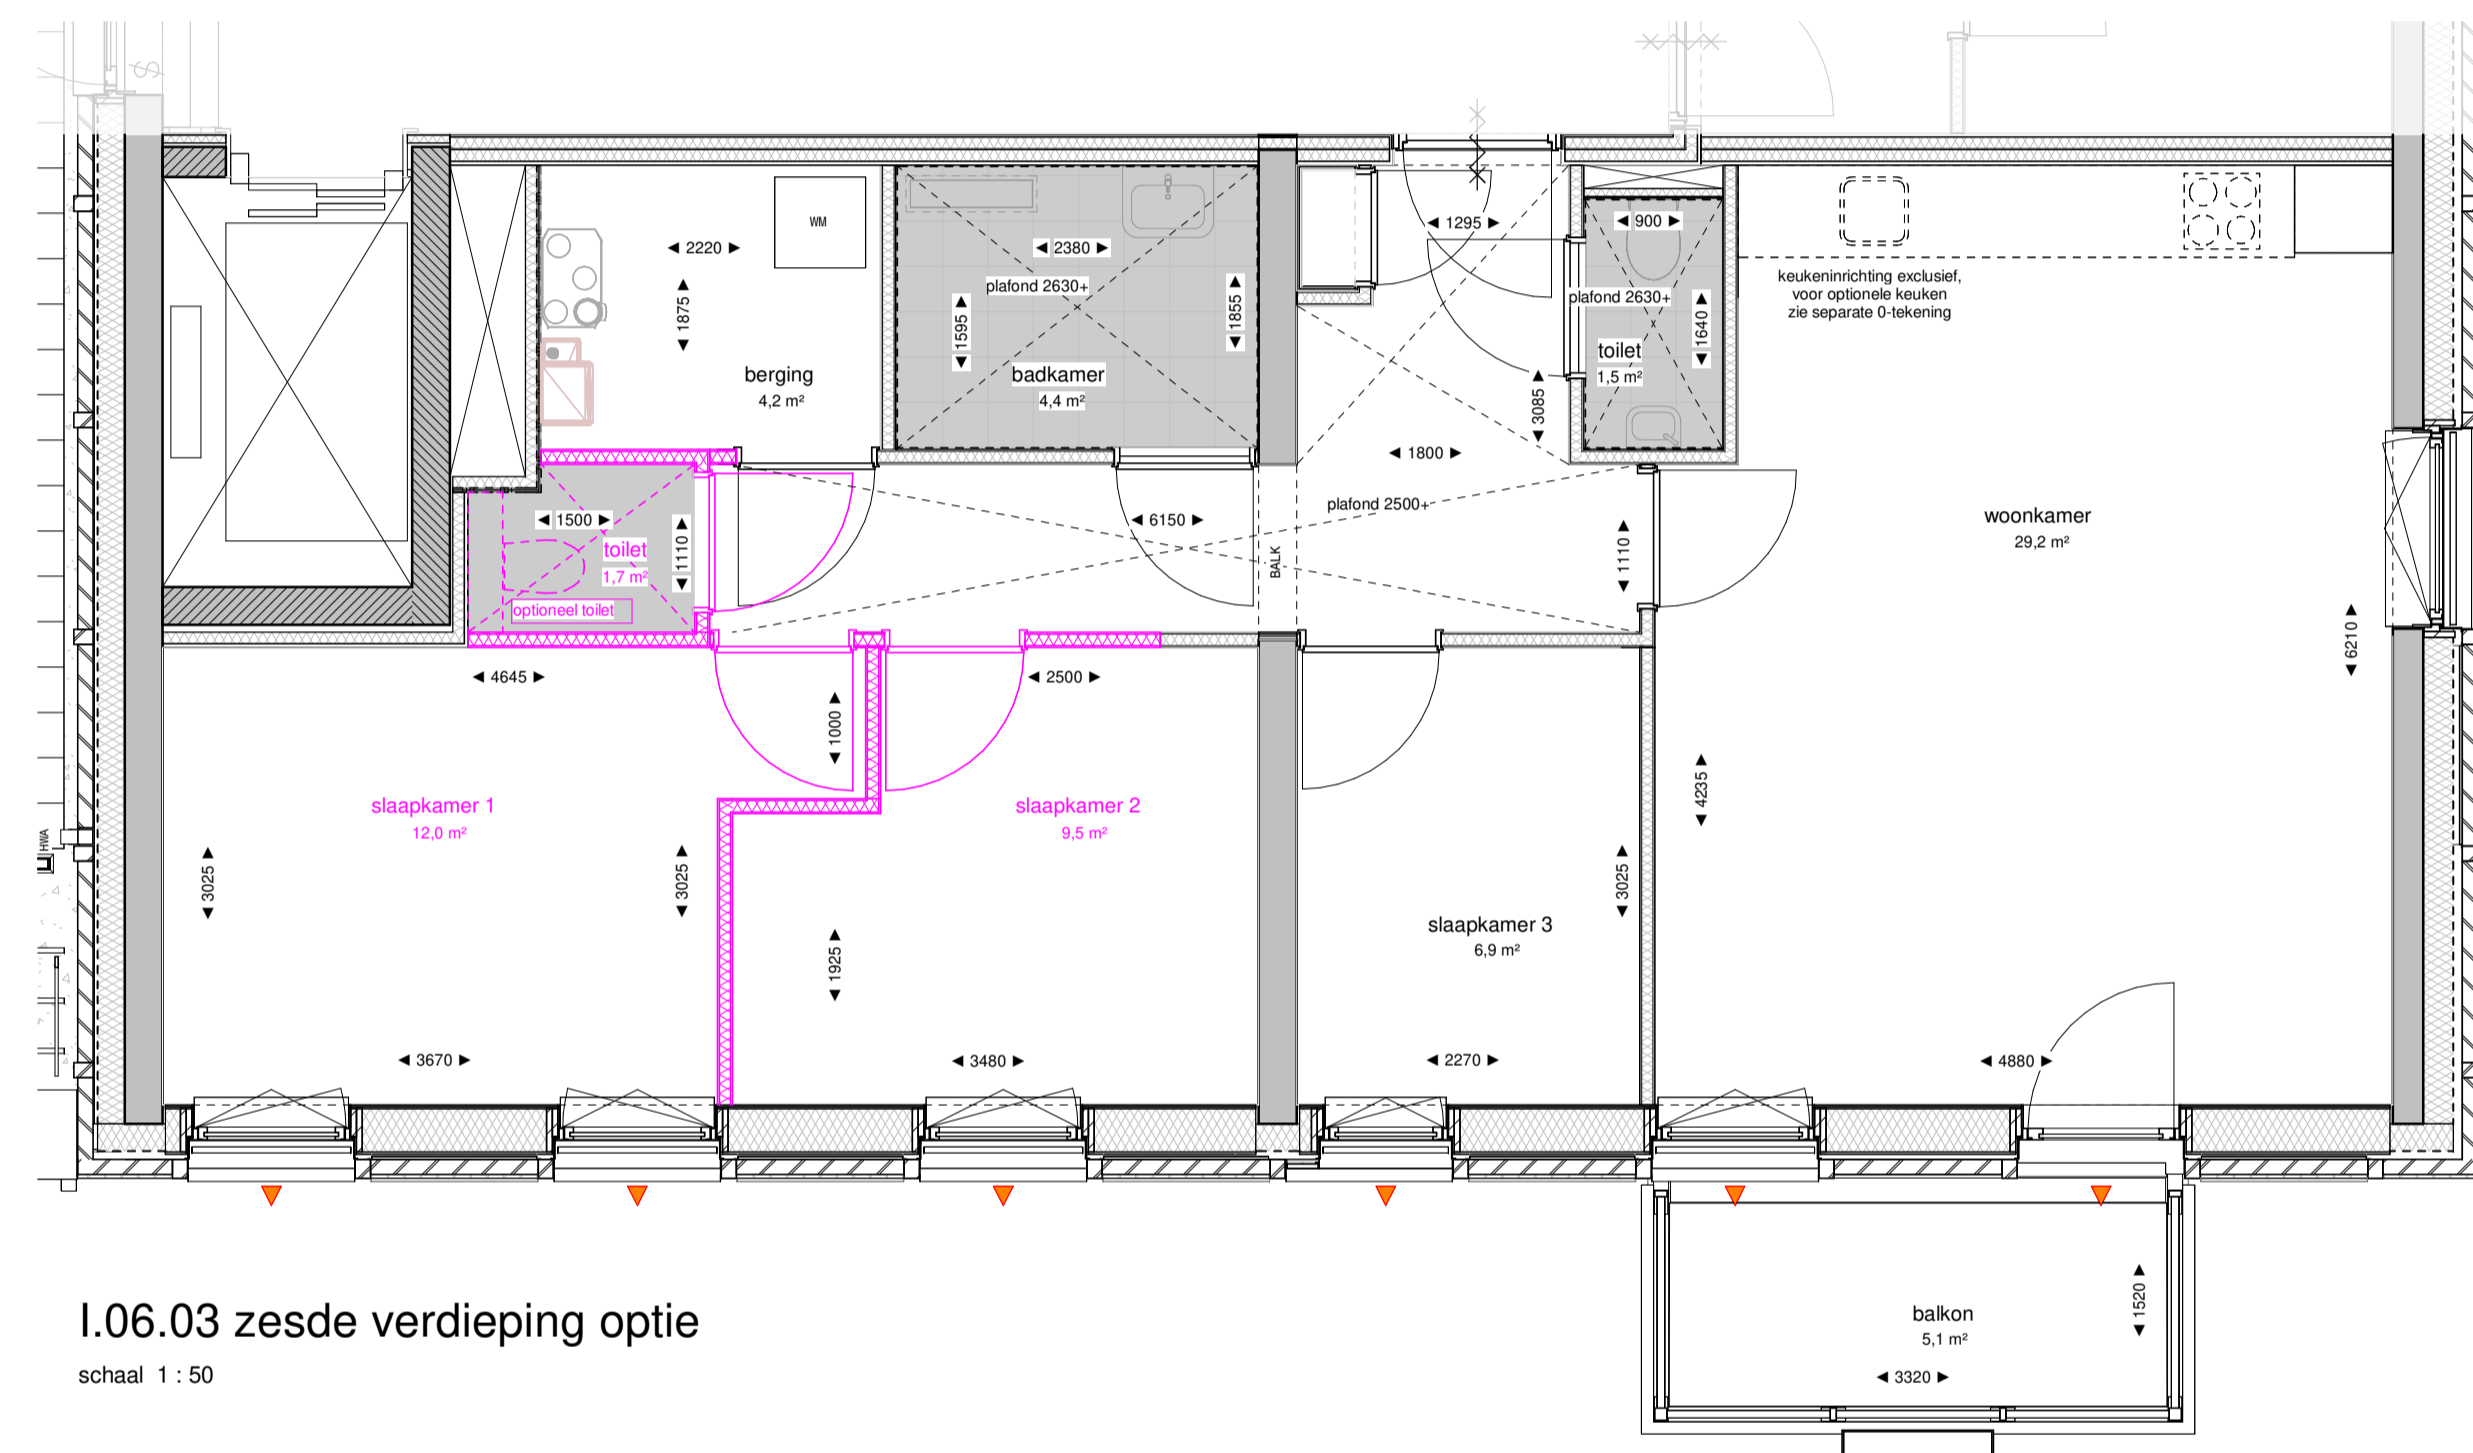 WM
2220
1875
berging
4,2 m²
2380
plafond 2630+
1595
1855
badkamer
4,4 m²
1295
900
plafond 2630+
1640
toilet
1,5 m²
3085
1800
plafond 2500+
keukeninrichting exclusief,
voor optionele keuken
zie separate 0-tekening
1500
toilet
1,7 m²
1110
optioneel toilet
6150
BALK
1110
woonkamer
29,2 m²
6210
4645
1000
2500
4235
slaapkamer 1
12,0 m²
slaapkamer 2
9,5 m²
HWA
3025
3025
3025
slaapkamer 3
6,9 m²
1925
3670
3480
2270
4880
I.06.03 zesde verdieping optie
schaal 1 : 50
balkon
5,1 m²
1520
3320